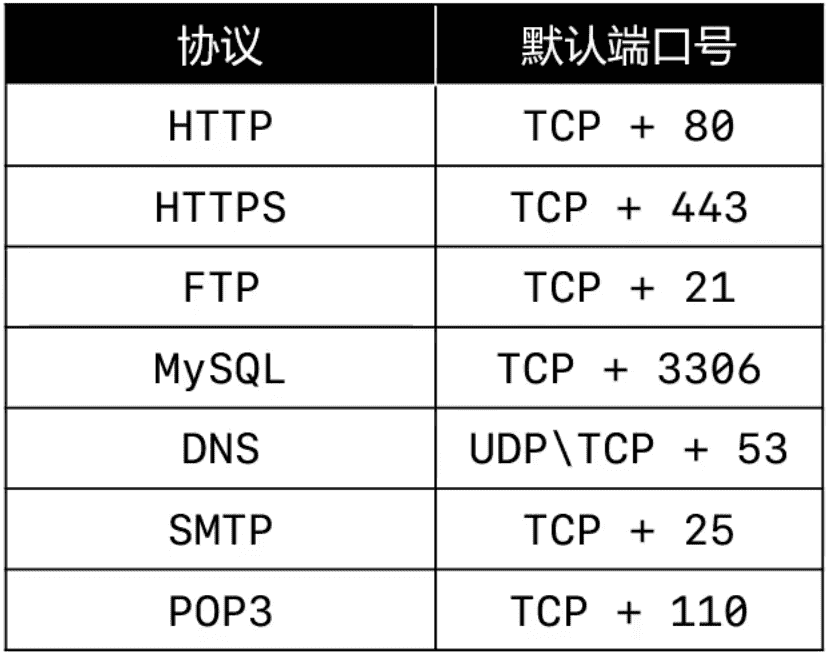 协议 默认端口号
HTTP TCP + 80
HTTPS TCP + 443
FTP TCP + 21
MySQL TCP + 3306
DNS UDP\TCP + 53
SMTP TCP + 25
POP3 TCP + 110